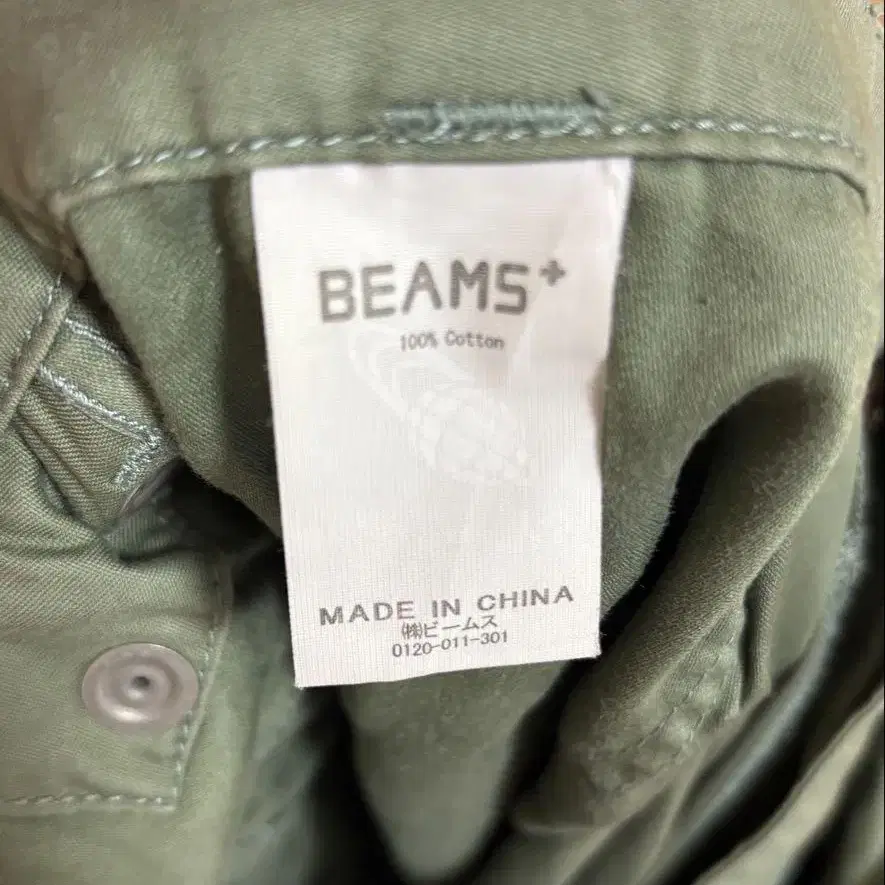 BEAMS+
100% Cotton
MADE IN CHINA
㈱ビームス
0120-011-301